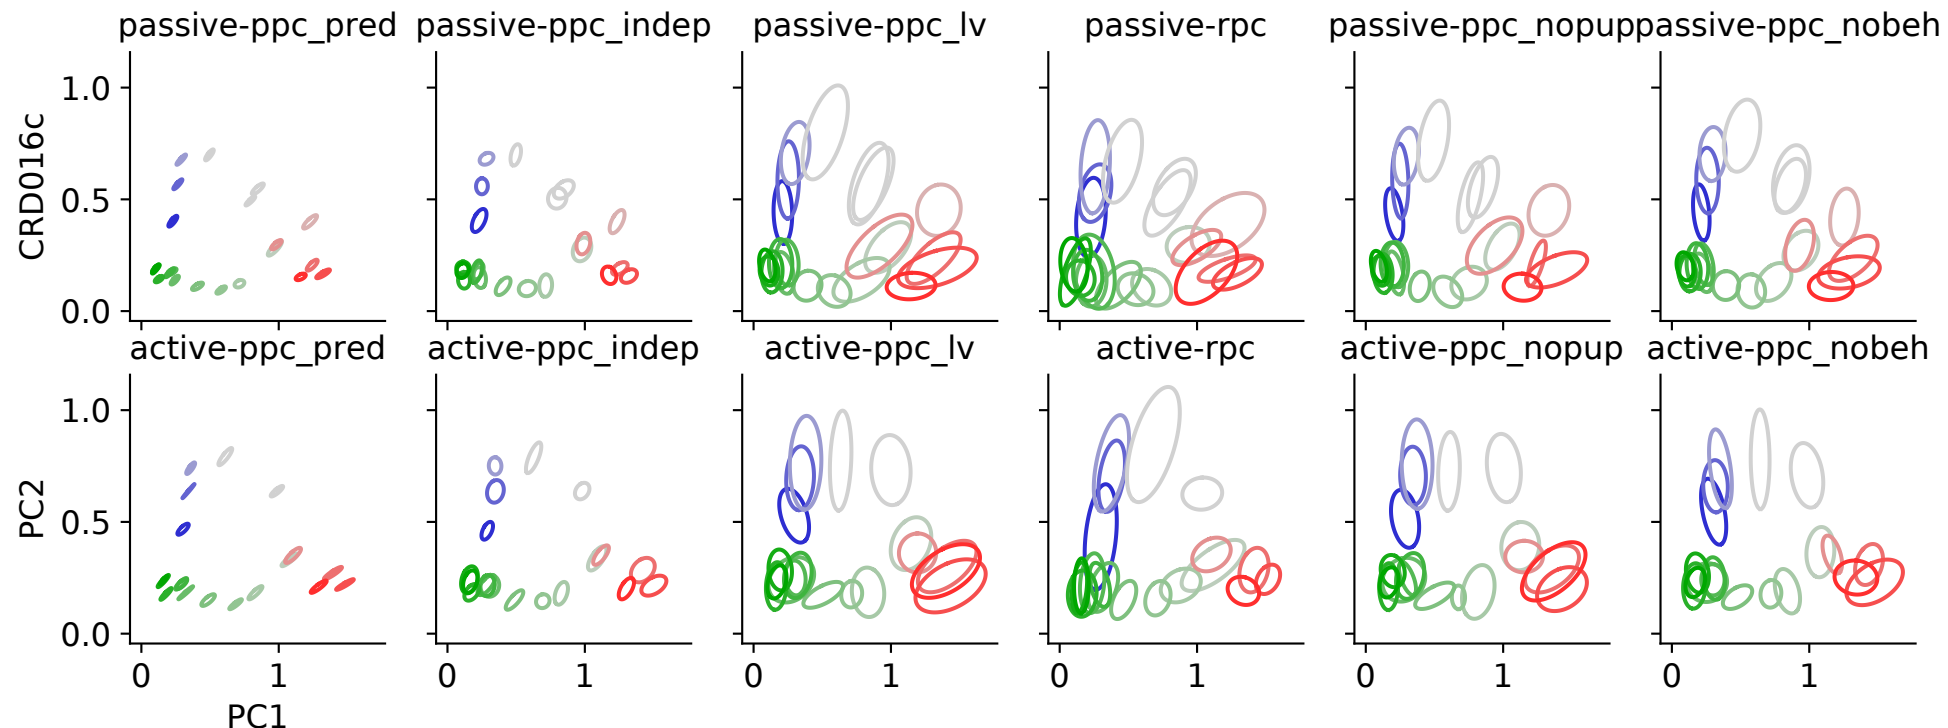 passive-ppc_pred passive-ppc_indep passive-ppc_lv passive-rpc passive-ppc_nopup passive-ppc_nobeh
1.0
CRD016c
0.5
0.0
active-ppc_pred active-ppc_indep active-ppc_lv active-rpc active-ppc_nopup active-ppc_nobeh
1.0
PC2
0.5
0.0
0 1 0 1 0 1 0 1 0 1 0 1
PC1